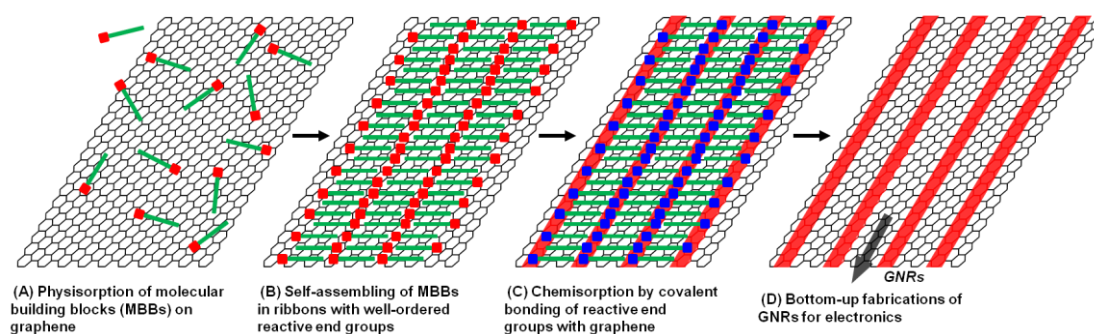 GNRs
(A) Physisorption of molecular
building blocks (MBBs) on
graphene
(B) Self-assembling of MBBs
in ribbons with well-ordered
reactive end groups
(C) Chemisorption by covalent
bonding of reactive end
groups with graphene
(D) Bottom-up fabrications of
GNRs for electronics